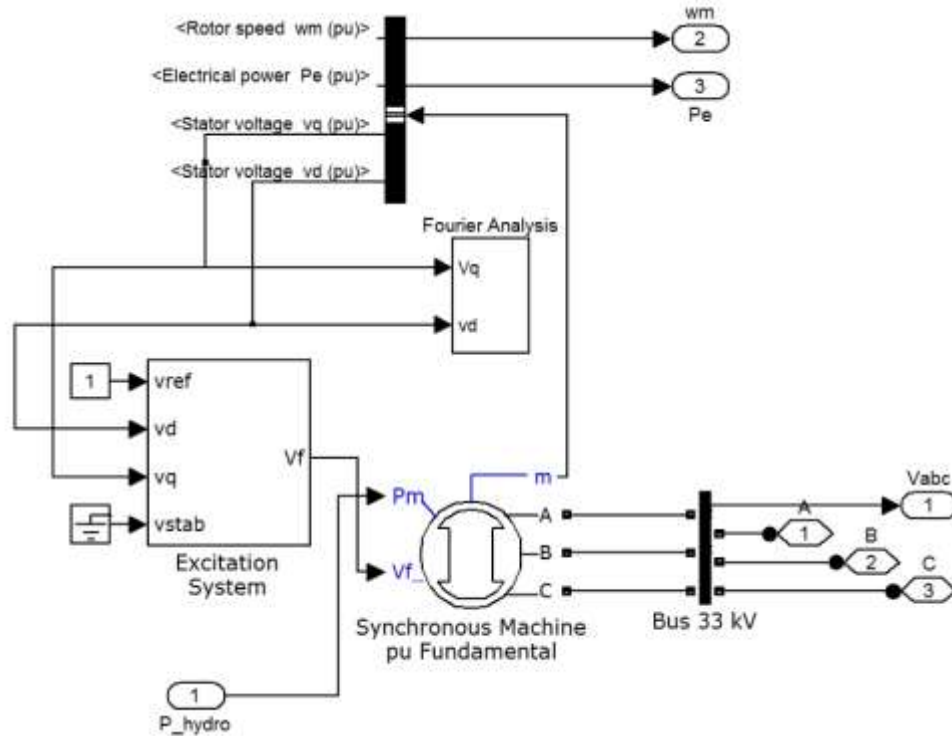 <Rotor speed wm (pu)>
wm
2
<Electrical power Pe (pu)>
3
Pe
<Stator voltage vq (pu)>
<Stator voltage vd (pu)>
Fourier Analysis
Vq
vd
1
vref
vd
vq
vstab
Vf
Excitation
System
m
Pm
Vf_
A
B
C
Synchronous Machine
pu Fundamental
Bus 33 kV
Vabc
1
A
1
B
2
C
3
1
P_hydro